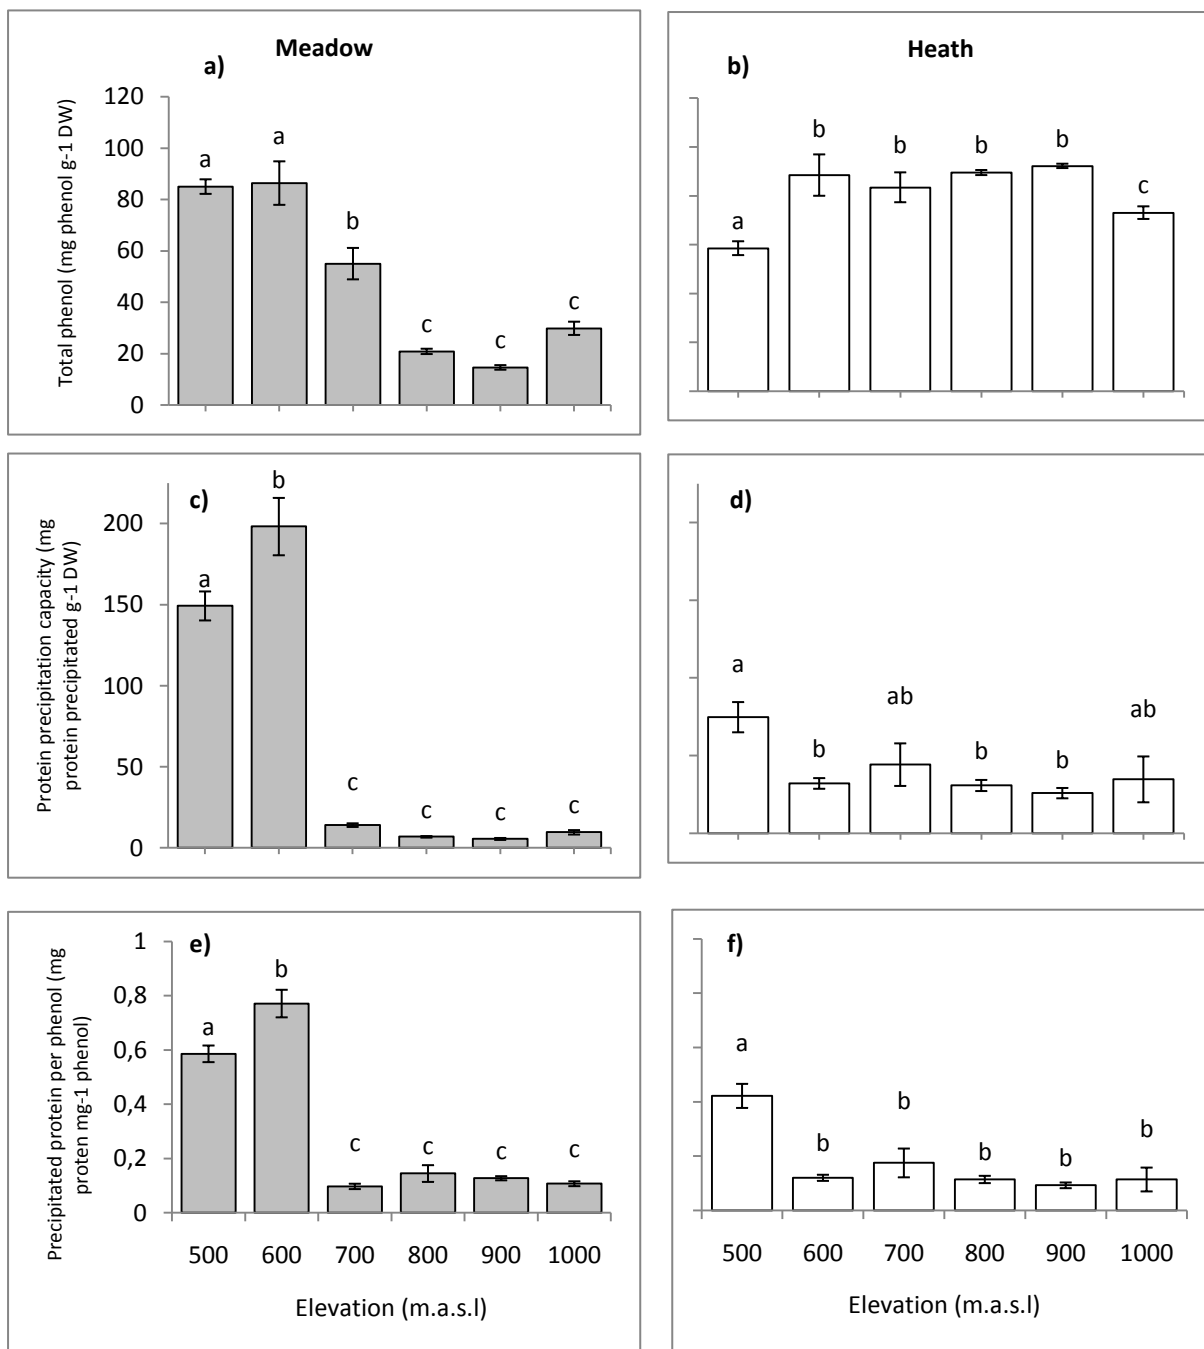 Meadow
a)
Total phenol (mg phenol g-1 DW)
120
100
80
60
40
20
0
a
a
b
c
c
c
Heath
b)
a
b
b
b
b
c
c)
Protein precipitation capacity (mg
protein precipitated g-1 DW)
200
150
100
50
0
a
b
c
c
c
c
d)
a
b
ab
b
b
ab
e)
Precipitated protein per phenol (mg
proten mg-1 phenol)
1
0,8
0,6
0,4
0,2
0
a
b
c
c
c
c
500 600 700 800 900 1000
Elevation (m.a.s.l)
f)
a
b
b
b
b
b
500 600 700 800 900 1000
Elevation (m.a.s.l)